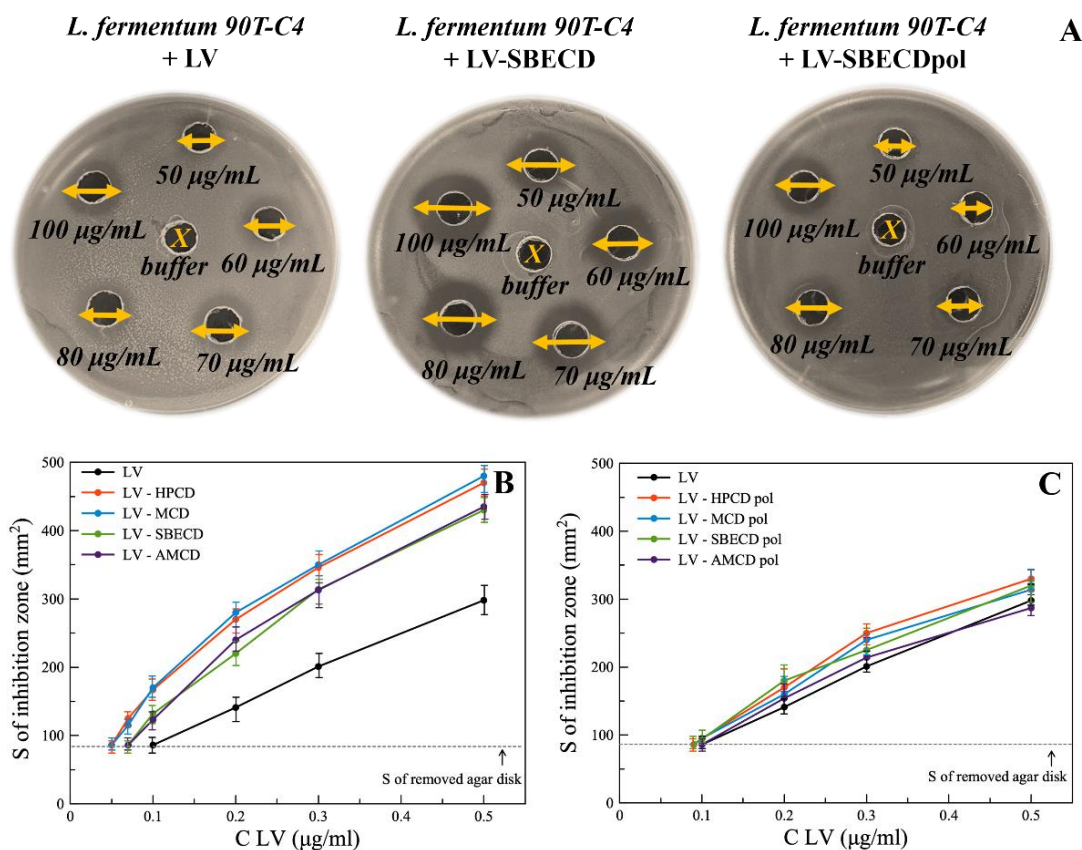 L. fermentum 90T-C4
+ LV
L. fermentum 90T-C4
+ LV-SBECD
L. fermentum 90T-C4
+ LV-SBECDpol
A
50 µg/mL
100 µg/mL
X
buffer
60 µg/mL
80 µg/mL
70 µg/mL
50 µg/mL
100 µg/mL
X
buffer
60 µg/mL
80 µg/mL
70 µg/mL
50 µg/mL
100 µg/mL
X
buffer
60 µg/mL
80 µg/mL
70 µg/mL
B
LV
LV - HPCD
LV - MCD
LV - SBECD
LV - AMCD
S of inhibition zone (mm²)
500
400
300
200
100
0
S of removed agar disk
0
0.1
0.2
0.3
0.4
0.5
C LV (µg/ml)
C
LV
LV - HPCD pol
LV - MCD pol
LV - SBECD pol
LV - AMCD pol
S of inhibition zone (mm²)
500
400
300
200
100
0
S of removed agar disk
0
0.1
0.2
0.3
0.4
0.5
C LV (µg/ml)